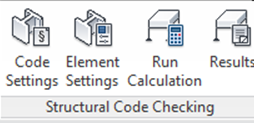 Code Element Run Results
Settings Settings Calculation
Structural Code Checking